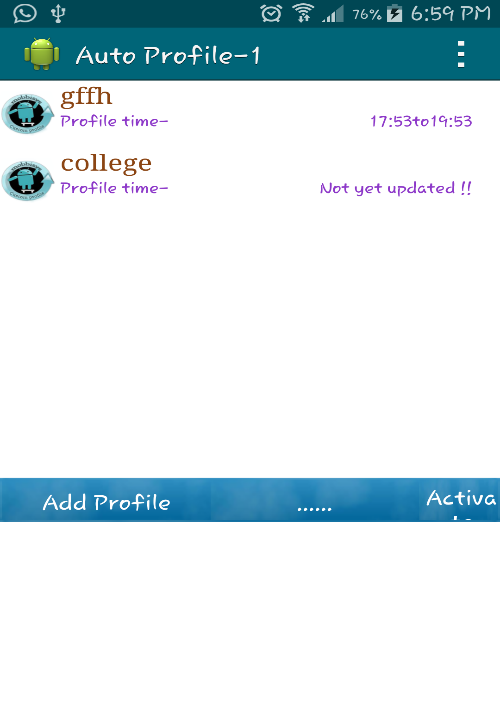 76% 6:59 PM
Auto Profile-1
gffh
Profile time- 17:53to19:53
college
Profile time- Not yet updated !!
Add Profile ...... Activa